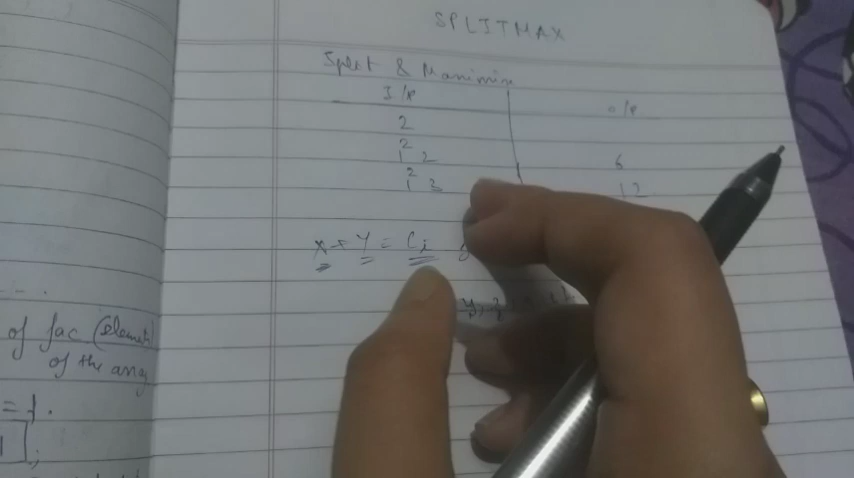 SPLITMAX
Split & Maximize
I/P
o/p
2
2
1 2
6
2
1 3
12
x + y = Ci
of fac (element
of the array
= 1.
1